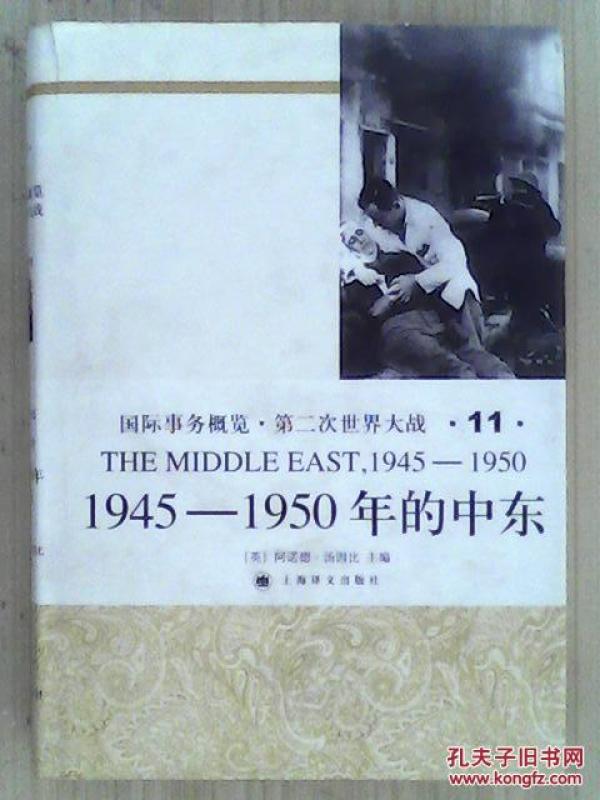 国际事务概览·第二次世界大战 ·11·
THE MIDDLE EAST,1945—1950
1945—1950年的中东
〔英〕阿诺德·汤因比 主编
上海译文出版社
孔夫子旧书网
www.kongfz.com